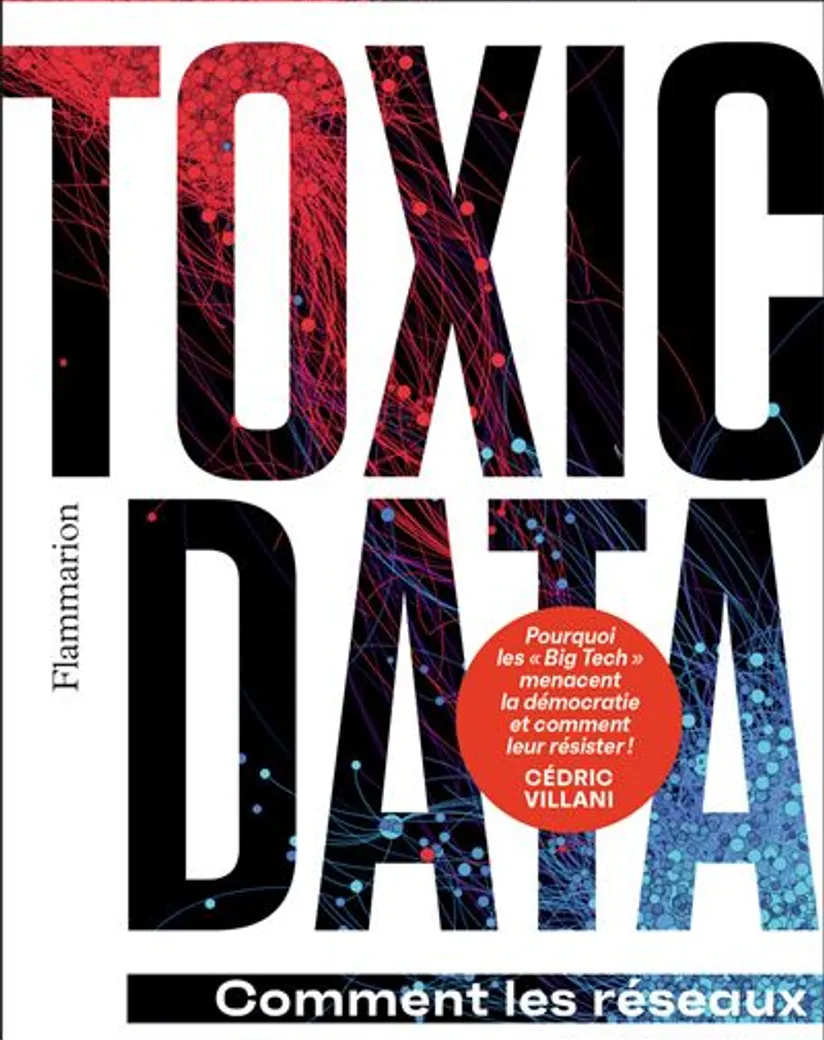 TOXIC
DATA
Flammarion
Pourquoi
les « Big Tech »
menacent
la démocratie
et comment
leur résister !
CÉDRIC
VILLANI
Comment les réseaux